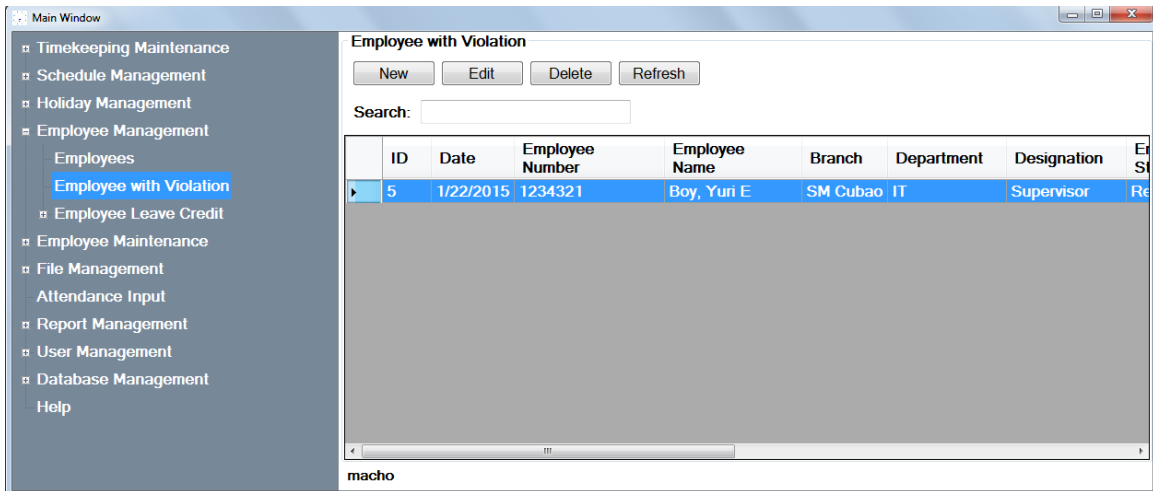 Main Window
Timekeeping Maintenance
Schedule Management
Holiday Management
Employee Management
Employees
Employee with Violation
Employee Leave Credit
Employee Maintenance
File Management
Attendance Input
Report Management
User Management
Database Management
Help
Employee with Violation
New Edit Delete Refresh
Search:
ID Date Employee Number Employee Name Branch Department Designation
5 1/22/2015 1234321 Boy, Yuri E SM Cubao IT Supervisor
macho